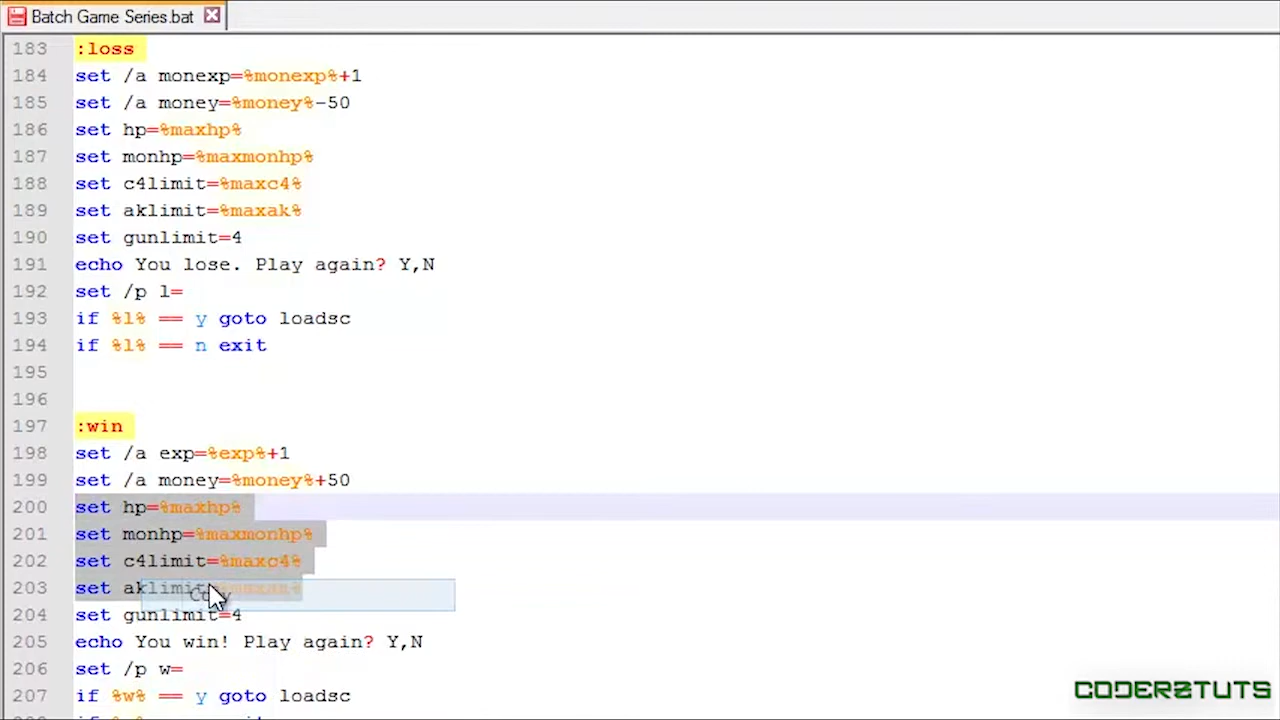 Batch Game Series.bat
183 :loss
184 set /a monexp=%monexp%+1
185 set /a money=%money%-50
186 set hp=%maxhp%
187 set monhp=%maxmonhp%
188 set c4limit=%maxc4%
189 set aklimit=%maxak%
190 set gunlimit=4
191 echo You lose. Play again? Y,N
192 set /p l=
193 if %l% == y goto loadsc
194 if %l% == n exit
195
196
197 :win
198 set /a exp=%exp%+1
199 set /a money=%money%+50
200 set hp=%maxhp%
201 set monhp=%maxmonhp%
202 set c4limit=%maxc4%
203 set aklimit=%maxak%
Copy
204 set gunlimit=4
205 echo You win! Play again? Y,N
206 set /p w=
207 if %w% == y goto loadsc
CODERZTUTS